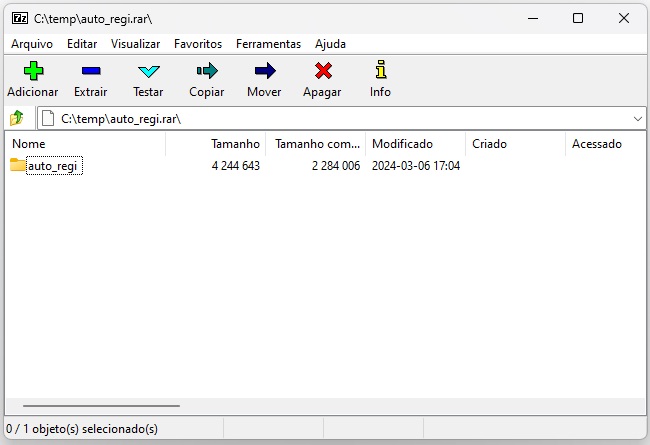 7z C:\temp\auto_regi.rar\
Arquivo Editar Visualizar Favoritos Ferramentas Ajuda
Adicionar Extrair Testar Copiar Mover Apagar Info
C:\temp\auto_regi.rar\
Nome Tamanho Tamanho com... Modificado Criado Acessado
auto_regi 4 244 643 2 284 006 2024-03-06 17:04
0 / 1 objeto(s) selecionado(s)